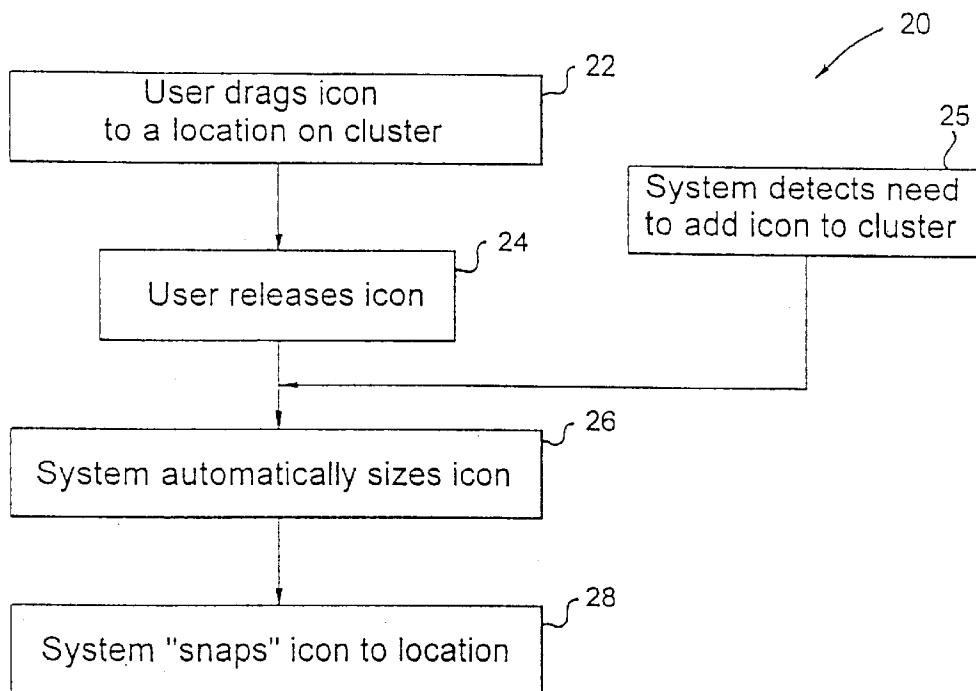 20
22
User drags icon
to a location on cluster
25
System detects need
to add icon to cluster
24
User releases icon
26
System automatically sizes icon
28
System "snaps" icon to location